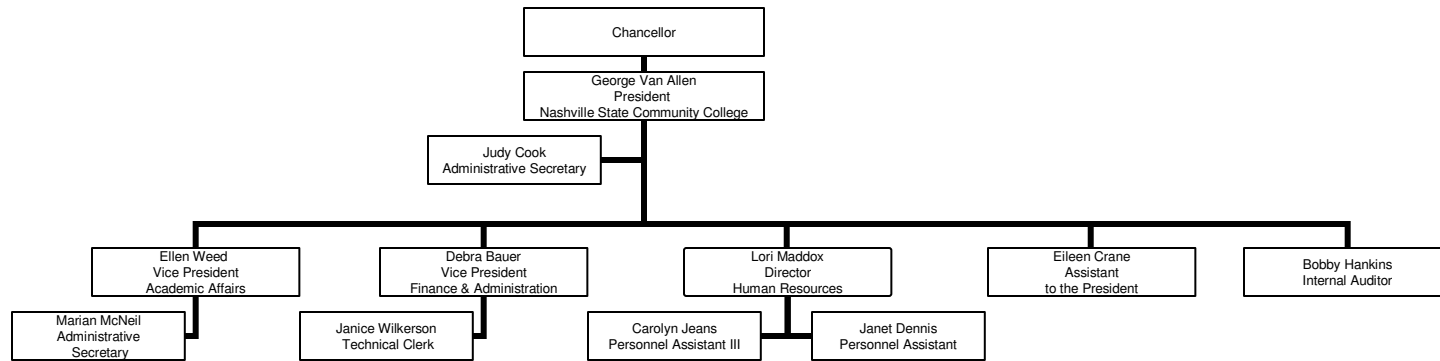 Chancellor
George Van Allen
President
Nashville State Community College
Judy Cook
Administrative Secretary
Ellen Weed
Vice President
Academic Affairs
Debra Bauer
Vice President
Finance & Administration
Lori Maddox
Director
Human Resources
Eileen Crane
Assistant
to the President
Bobby Hankins
Internal Auditor
Marian McNeil
Administrative
Secretary
Janice Wilkerson
Technical Clerk
Carolyn Jeans
Personnel Assistant III
Janet Dennis
Personnel Assistant